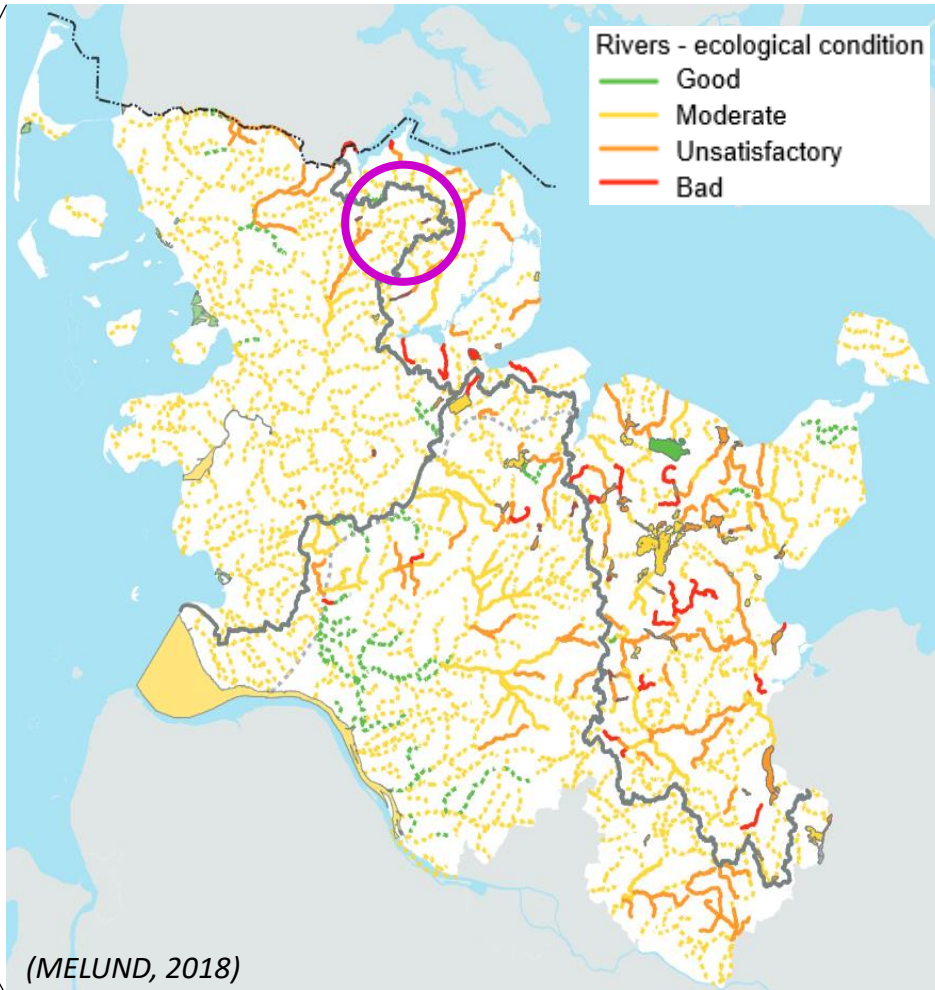 Rivers - ecological condition
Good
Moderate
Unsatisfactory
Bad
(MELUND, 2018)